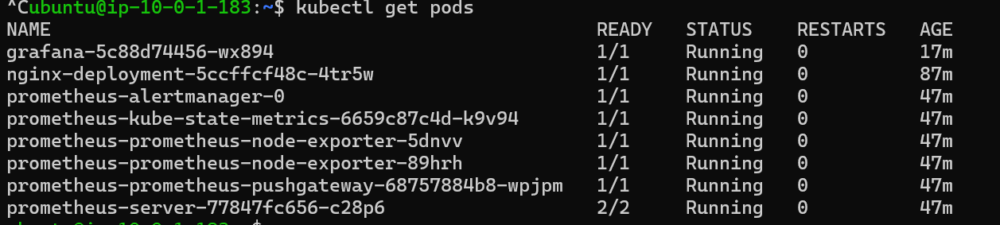 ^Cubuntu@ip-10-0-1-183:~$ kubectl get pods
NAME READY STATUS RESTARTS AGE
grafana-5c88d74456-wx894 1/1 Running 0 17m
nginx-deployment-5ccffcf48c-4tr5w 1/1 Running 0 87m
prometheus-alertmanager-0 1/1 Running 0 47m
prometheus-kube-state-metrics-6659c87c4d-k9v94 1/1 Running 0 47m
prometheus-prometheus-node-exporter-5dnvv 1/1 Running 0 47m
prometheus-prometheus-node-exporter-89hrh 1/1 Running 0 47m
prometheus-prometheus-pushgateway-68757884b8-wpjpm 1/1 Running 0 47m
prometheus-server-77847fc656-c28p6 2/2 Running 0 47m